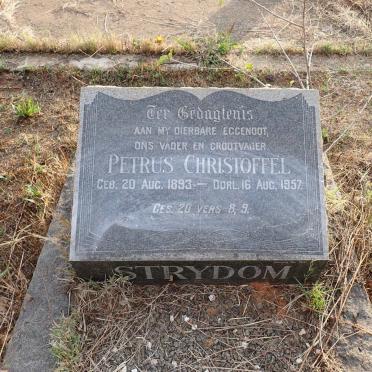 Ter Gedagtenis
AAN MY DIERBARE EGGENOOT,
ONS VADER EN GROOTVADER
PETRUS CHRISTOFFEL
GEB. 20 AUG. 1893 — OORL. 16 AUG. 1957.
GES. 20 VERS 8, 9.
STRYDOM